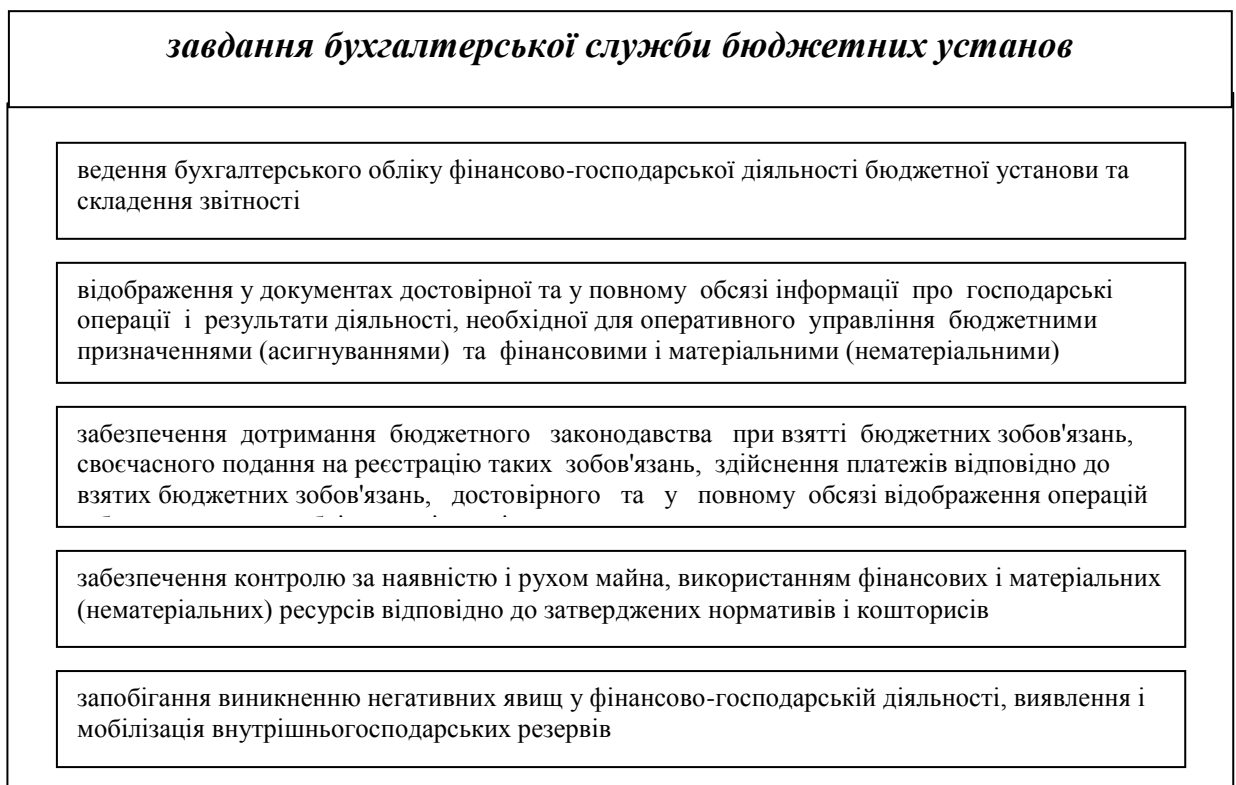 завдання бухгалтерської служби бюджетних установ
ведення бухгалтерського обліку фінансово-господарської діяльності бюджетної установи та
складення звітності
відображення у документах достовірної та у повному обсязі інформації про господарські
операції і результати діяльності, необхідної для оперативного управління бюджетними
призначеннями (асигнуваннями) та фінансовими і матеріальними (нематеріальними)
забезпечення дотримання бюджетного законодавства при взятті бюджетних зобов'язань,
своєчасного подання на реєстрацію таких зобов'язань, здійснення платежів відповідно до
взятих бюджетних зобов'язань, достовірного та у повному обсязі відображення операцій
забезпечення контролю за наявністю і рухом майна, використанням фінансових і матеріальних
(нематеріальних) ресурсів відповідно до затверджених нормативів і кошторисів
запобігання виникненню негативних явищ у фінансово-господарській діяльності, виявлення і
мобілізація внутрішньогосподарських резервів